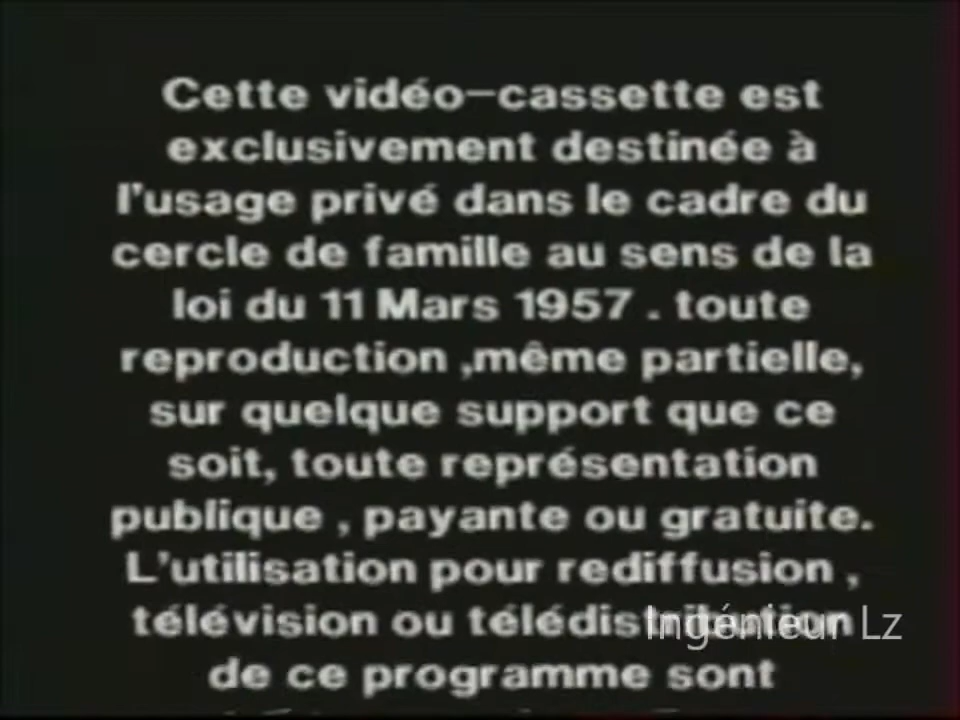 Cette vidéo-cassette est
exclusivement destinée à
l'usage privé dans le cadre du
cercle de famille au sens de la
loi du 11 Mars 1957 . toute
reproduction ,même partielle,
sur quelque support que ce
soit, toute représentation
publique , payante ou gratuite.
L'utilisation pour rediffusion ,
télévision ou télédistribution
Ingénieur Lz
de ce programme sont